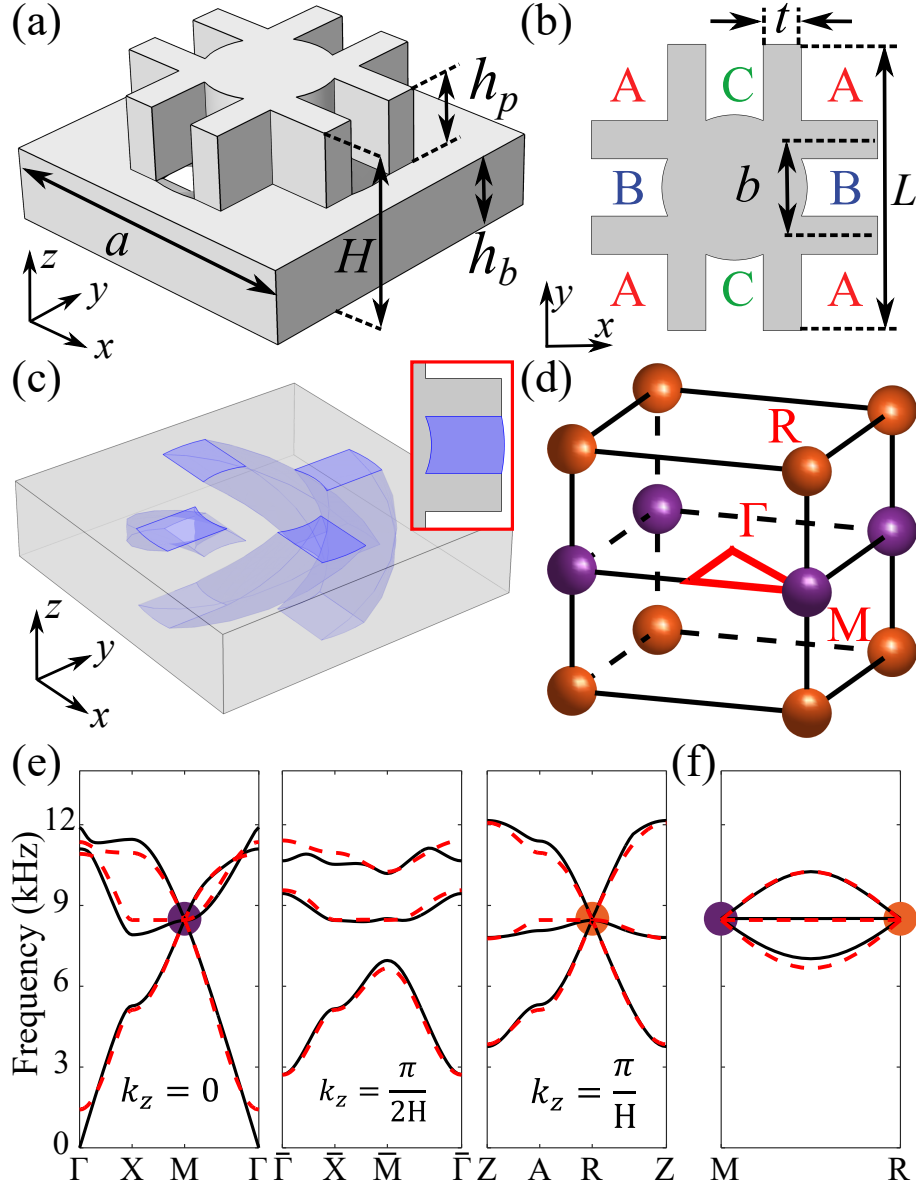 (a)
h_p
a
H
h_b
z
y
x
(b)
t
A C A
B b B L
A C A
y
x
(c)
z
y
x
(d)
R
Γ
M
(e)
Frequency (kHz)
12
9
6
3
0
k_z = 0
Γ X M Γ
k_z = π/2H
Γ̄ X̄ M̄ Γ̄
k_z = π/H
Z A R Z
(f)
M R